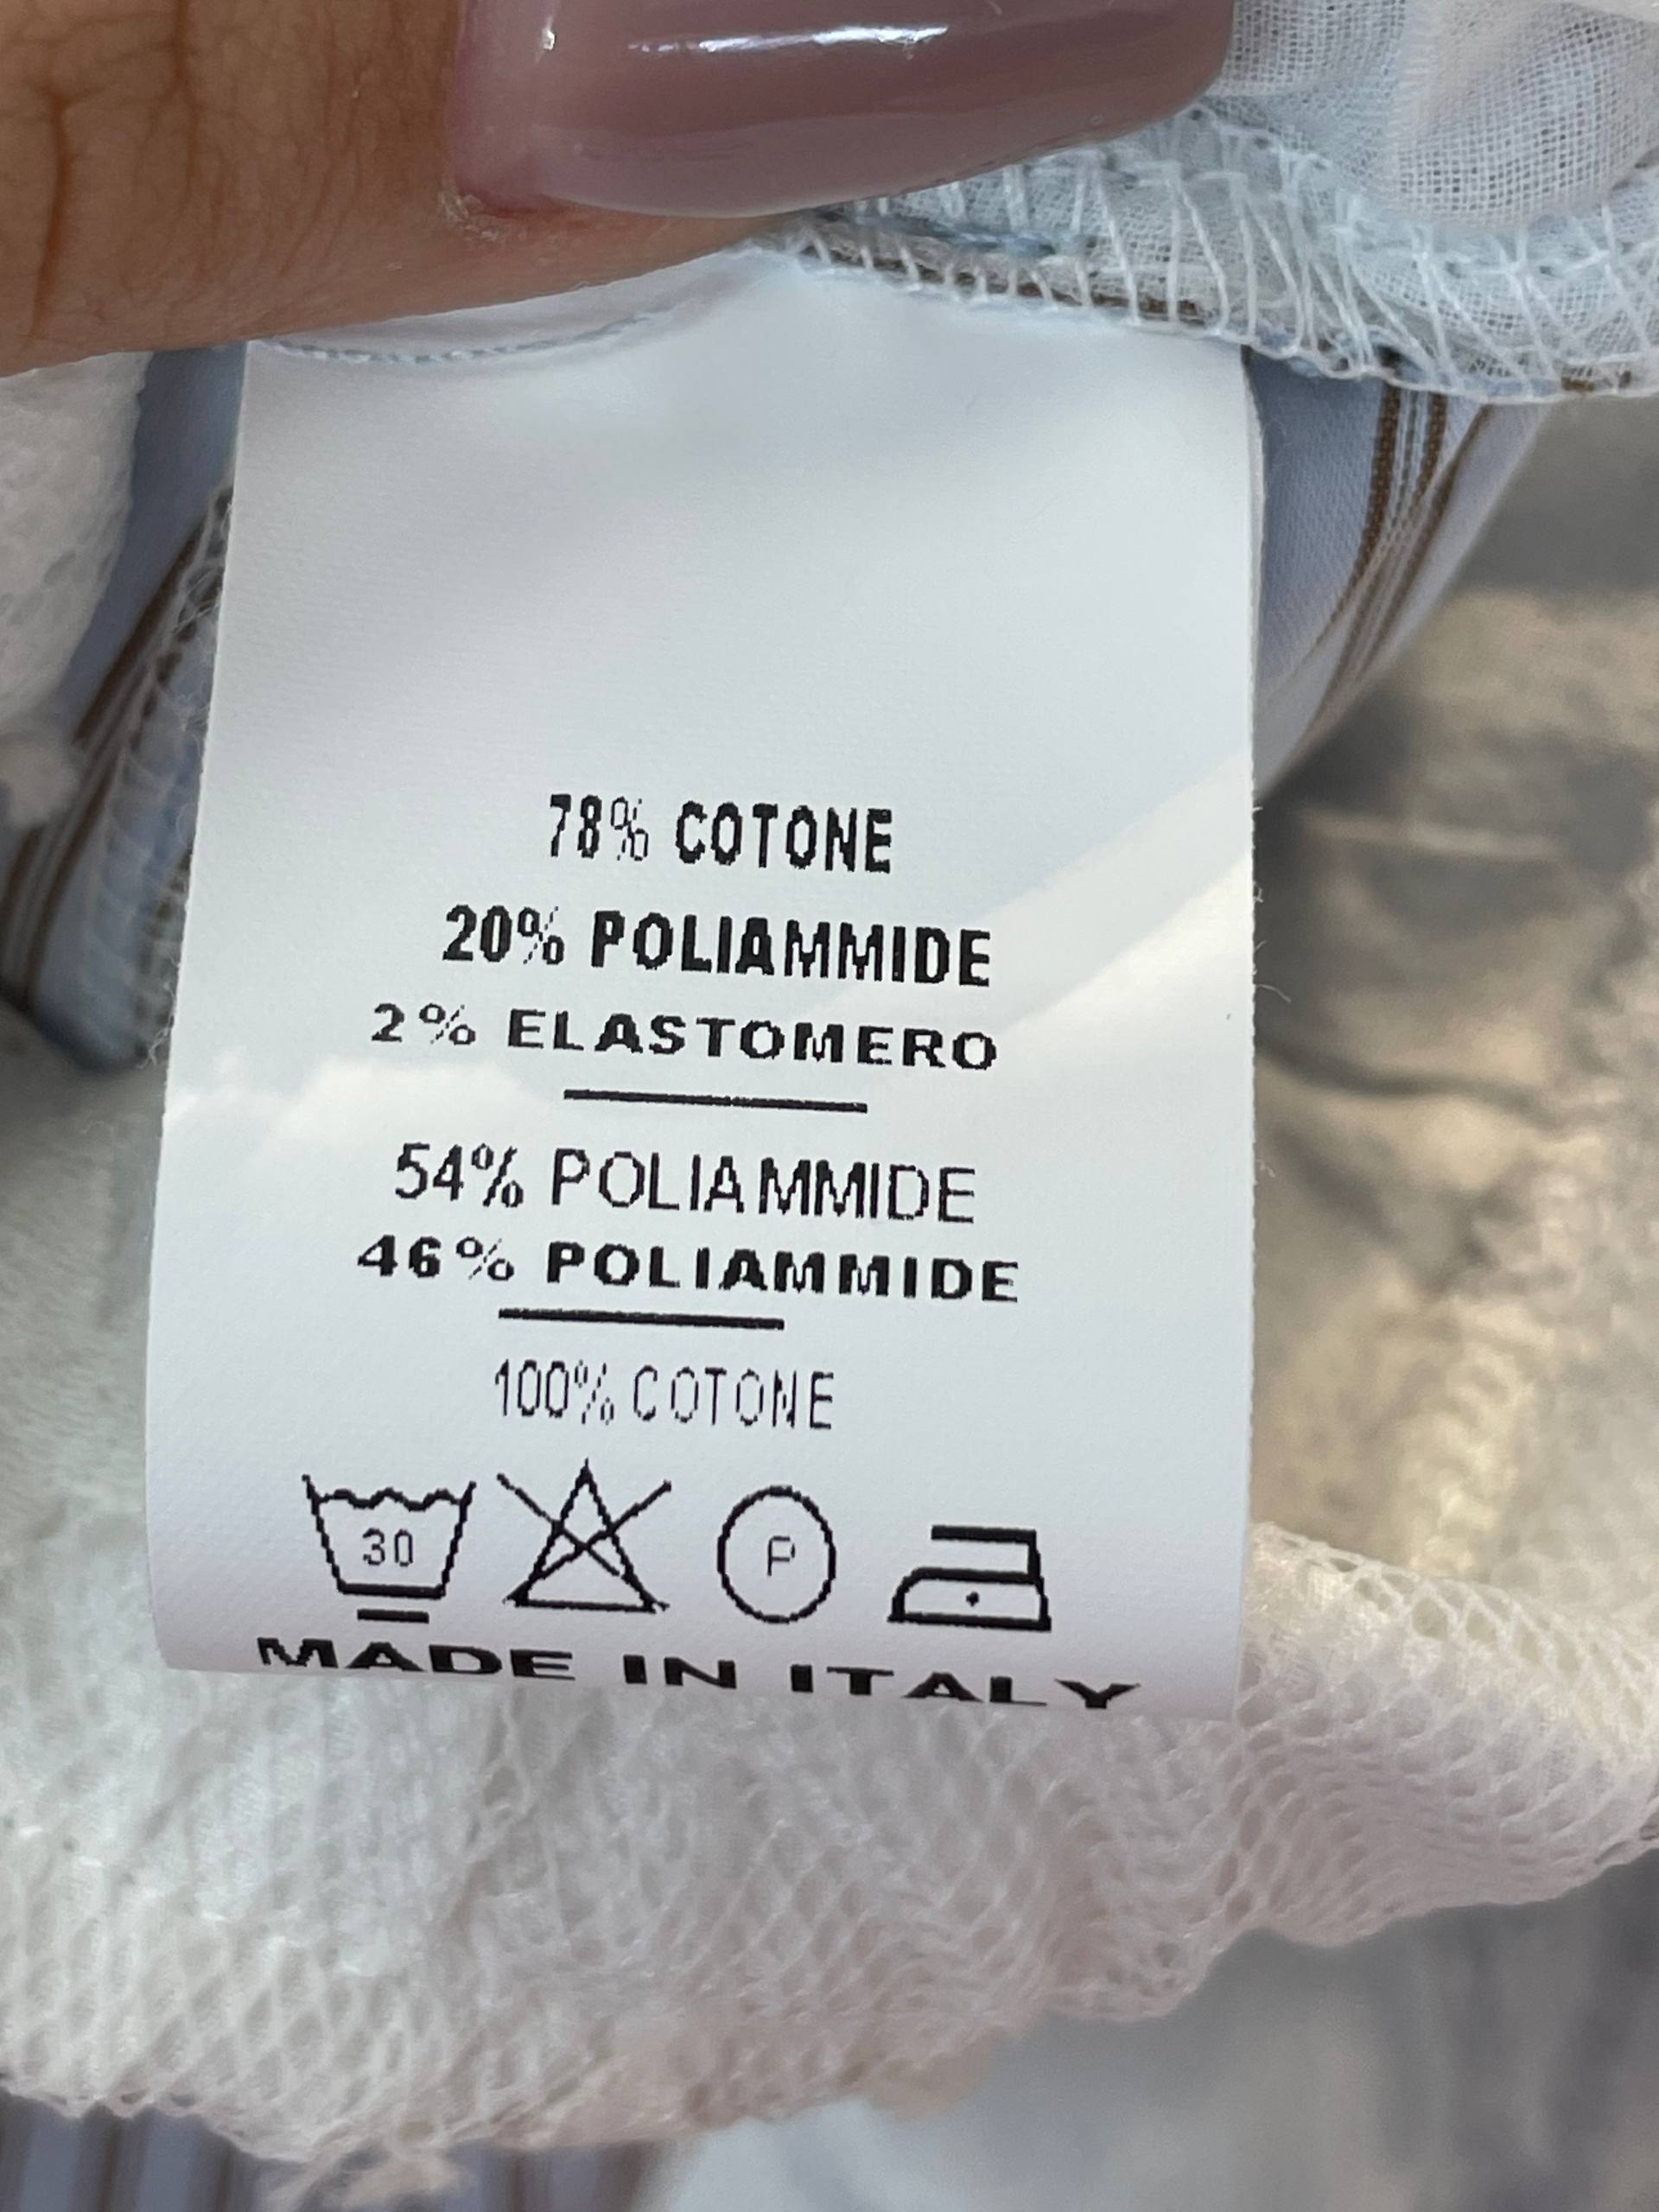 78% COTONE
20% POLIAMMIDE
2% ELASTOMERO
54% POLIAMMIDE
46% POLIAMMIDE
100% COTONE
30 P
MADE IN ITALY